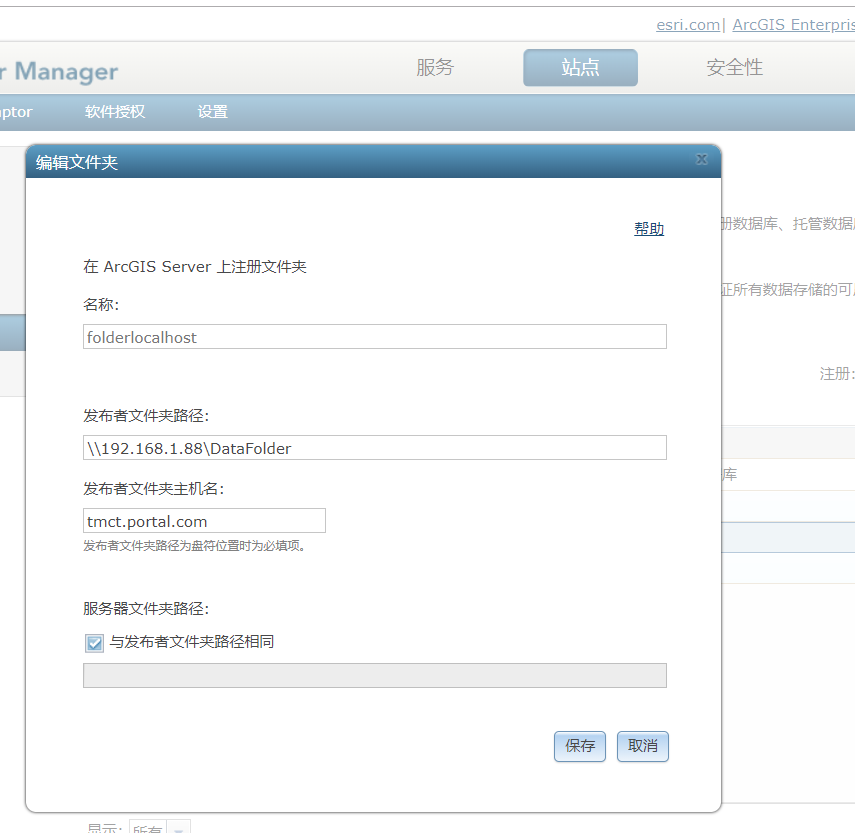 esri.com| ArcGIS Enterpris
r Manager
服务
站点
安全性
aptor
软件授权
设置
编辑文件夹
帮助
册数据库、托管数据
在 ArcGIS Server 上注册文件夹
证所有数据存储的可
名称:
folderlocalhost
注册:
发布者文件夹路径:
\\192.168.1.88\DataFolder
库
发布者文件夹主机名:
tmct.portal.com
发布者文件夹路径为盘符位置时为必填项。
服务器文件夹路径:
与发布者文件夹路径相同
保存
取消
显示:
所有